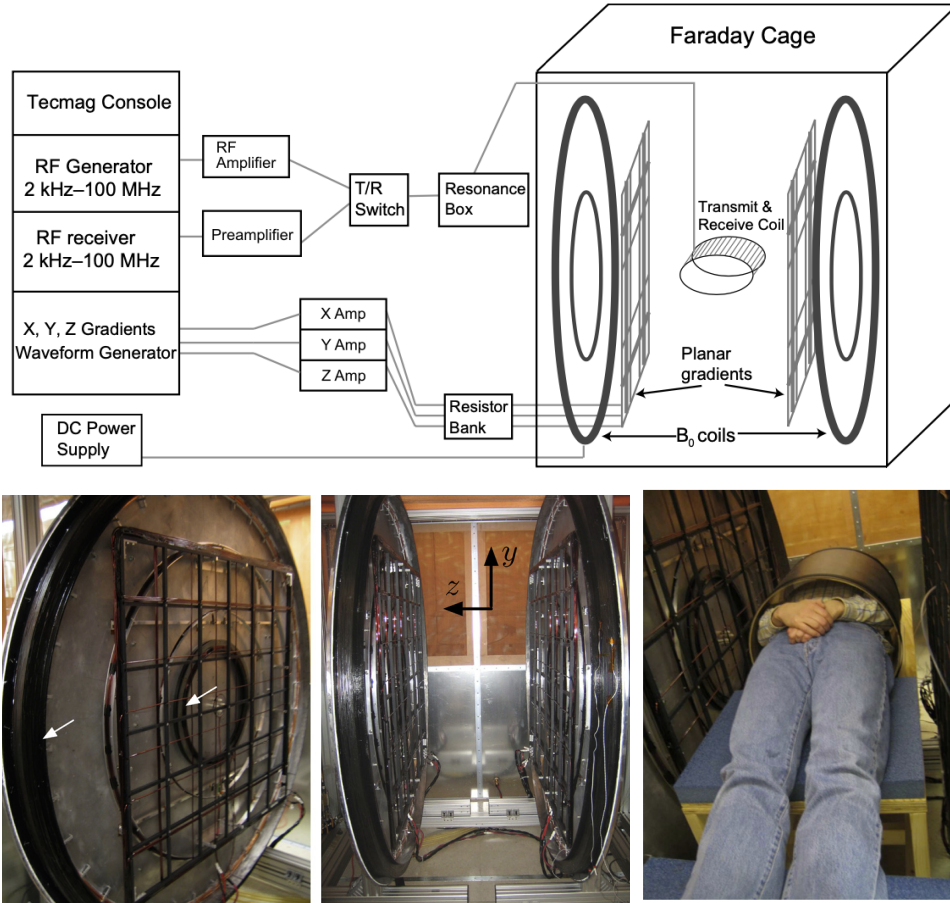 Faraday Cage
Tecmag Console
RF Generator
2 kHz–100 MHz
RF
Amplifier
T/R
Switch
Resonance
Box
RF receiver
2 kHz–100 MHz
Preamplifier
Transmit &
Receive Coil
X, Y, Z Gradients
Waveform Generator
X Amp
Y Amp
Z Amp
Resistor
Bank
Planar
gradients
DC Power
Supply
B0 coils
y
z